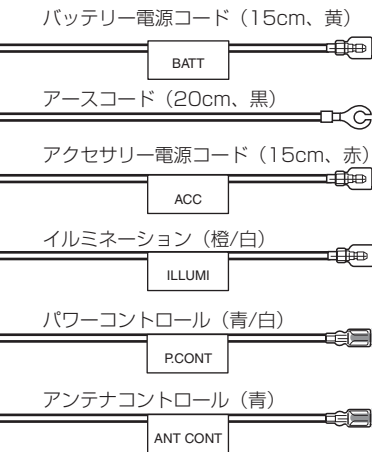 バッテリー電源コード（15cm、黄）
BATT
アースコード（20cm、黒）
アクセサリー電源コード（15cm、赤）
ACC
イルミネーション（橙/白）
ILLUMI
パワーコントロール（青/白）
P.CONT
アンテナコントロール（青）
ANT CONT